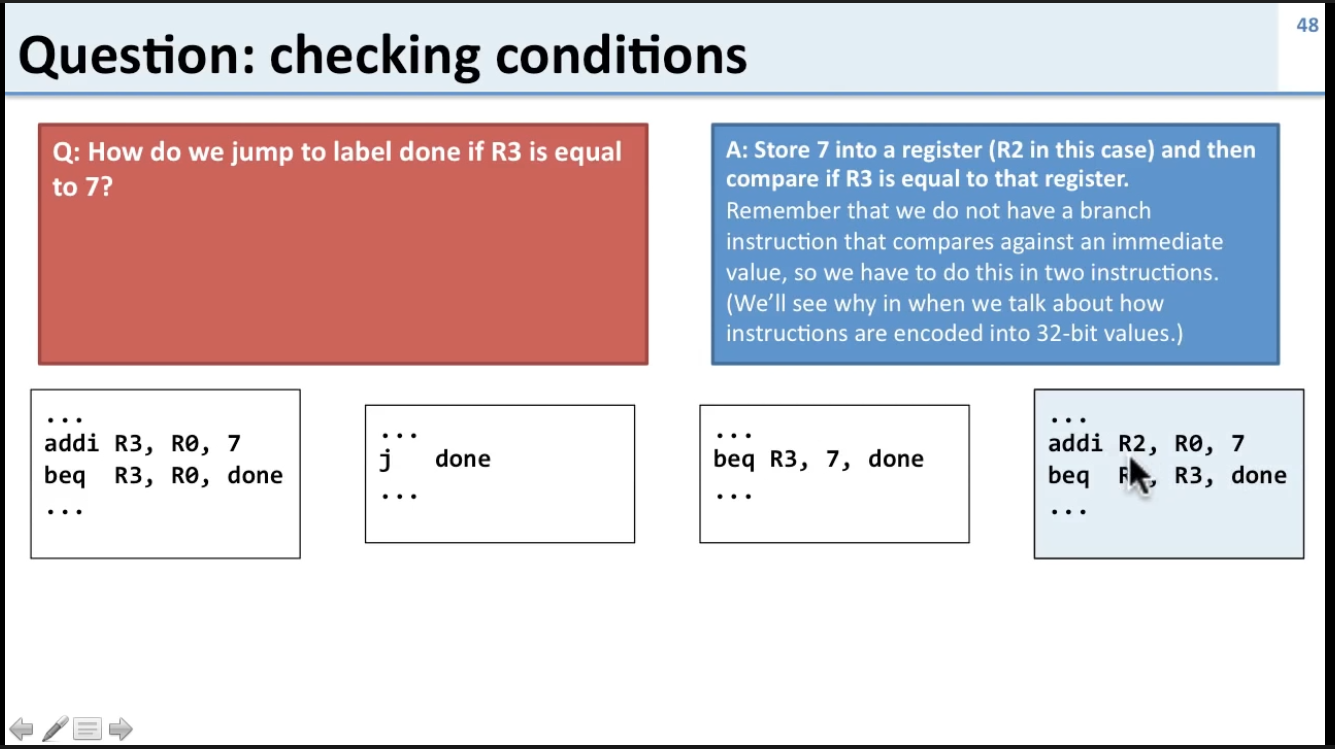 48
Question: checking conditions
Q: How do we jump to label done if R3 is equal
to 7?
A: Store 7 into a register (R2 in this case) and then
compare if R3 is equal to that register.
Remember that we do not have a branch
instruction that compares against an immediate
value, so we have to do this in two instructions.
(We'll see why in when we talk about how
instructions are encoded into 32-bit values.)
...
addi R3, R0, 7
beq R3, R0, done
...
...
j done
...
...
beq R3, 7, done
...
...
addi R2, R0, 7
beq R3, done
...